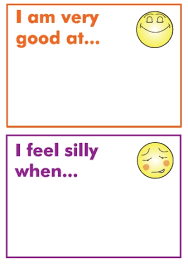 I am very
good at...
I feel silly
when...